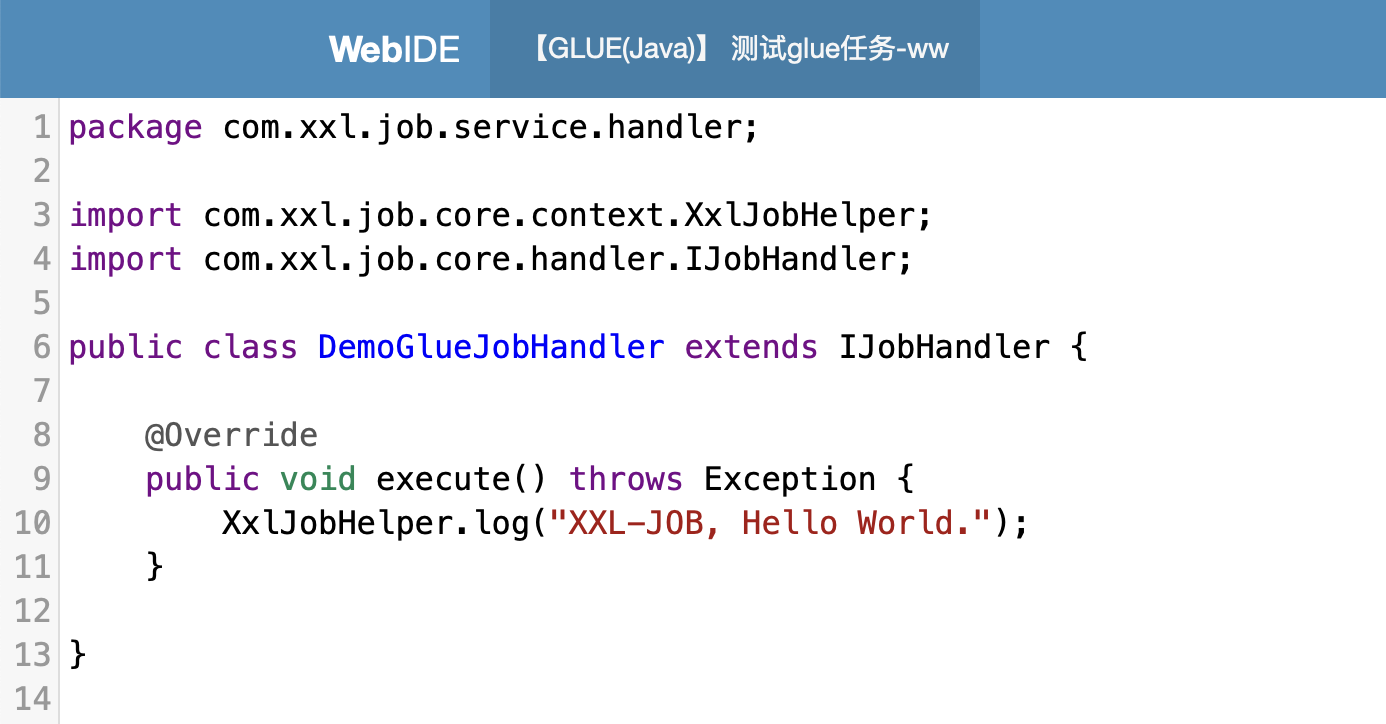 WebIDE 【GLUE(Java)】 测试glue任务-ww
1 package com.xxl.job.service.handler;
2
3 import com.xxl.job.core.context.XxlJobHelper;
4 import com.xxl.job.core.handler.IJobHandler;
5
6 public class DemoGlueJobHandler extends IJobHandler {
7
8     @Override
9     public void execute() throws Exception {
10         XxlJobHelper.log("XXL-JOB, Hello World.");
11     }
12
13 }
14